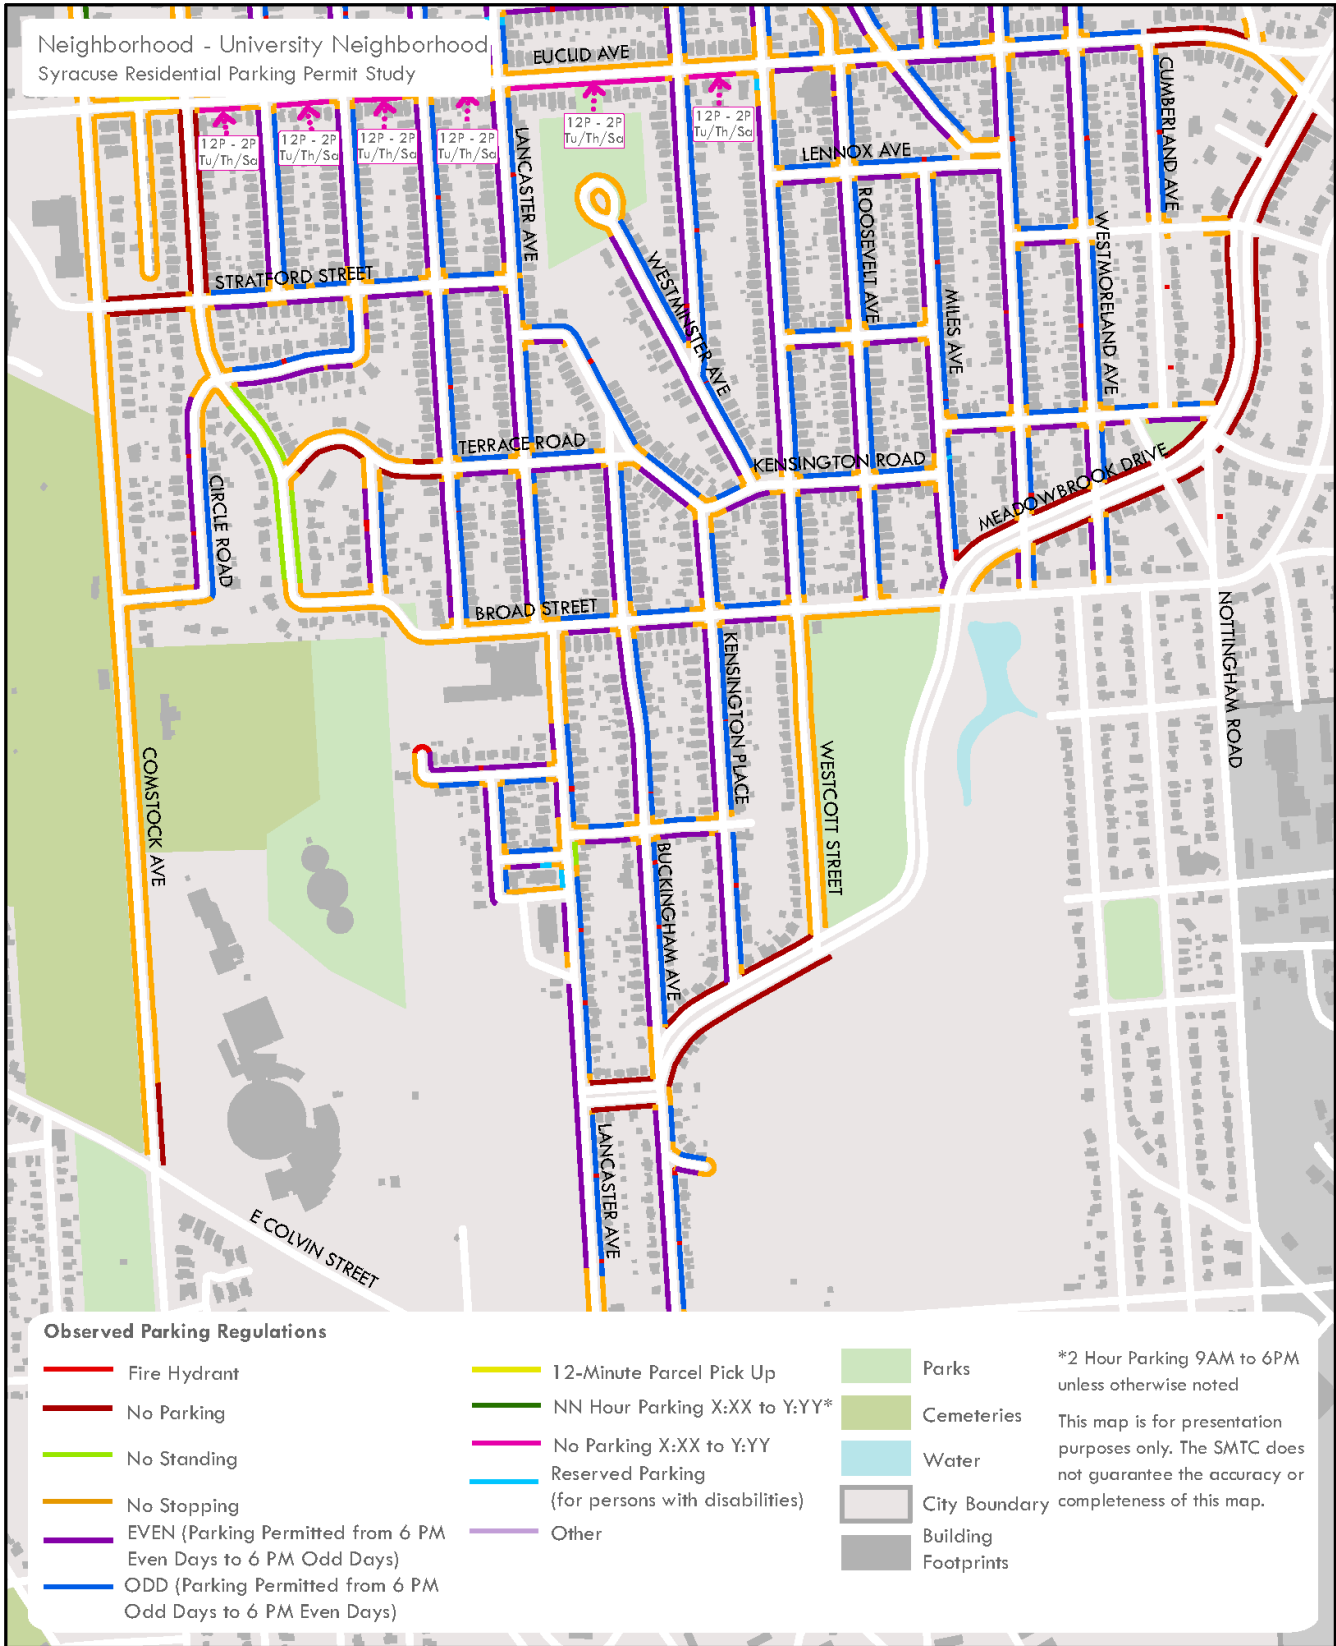 Neighborhood - University Neighborhood
Syracuse Residential Parking Permit Study
EUCLID AVE
12P - 2P
Tu/Th/Sa
12P - 2P
Tu/Th/Sa
12P - 2P
Tu/Th/Sa
12P - 2P
Tu/Th/Sa
12P - 2P
Tu/Th/Sa
12P - 2P
Tu/Th/Sa
CUMBERLAND AVE
LANCASTER AVE
LENNOX AVE
ROOSEVELT AVE
WESTMORELAND AVE
STRATFORD STREET
WESTMINSTER AVE
MILES AVE
TERRACE ROAD
KENSINGTON ROAD
MEADOWBROOK DRIVE
CIRCLE ROAD
BROAD STREET
KENSINGTON PLACE
NOTTINGHAM ROAD
COMSTOCK AVE
WESTCOTT STREET
BUCKINGHAM AVE
LANCASTER AVE
E COLVIN STREET
Observed Parking Regulations
Fire Hydrant
No Parking
No Standing
No Stopping
EVEN (Parking Permitted from 6 PM
Even Days to 6 PM Odd Days)
ODD (Parking Permitted from 6 PM
Odd Days to 6 PM Even Days)
12-Minute Parcel Pick Up
NN Hour Parking X:XX to Y:YY*
No Parking X:XX to Y:YY
Reserved Parking
(for persons with disabilities)
Other
Parks
Cemeteries
Water
City Boundary
Building
Footprints
*2 Hour Parking 9AM to 6PM
unless otherwise noted
This map is for presentation
purposes only. The SMTC does
not guarantee the accuracy or
completeness of this map.